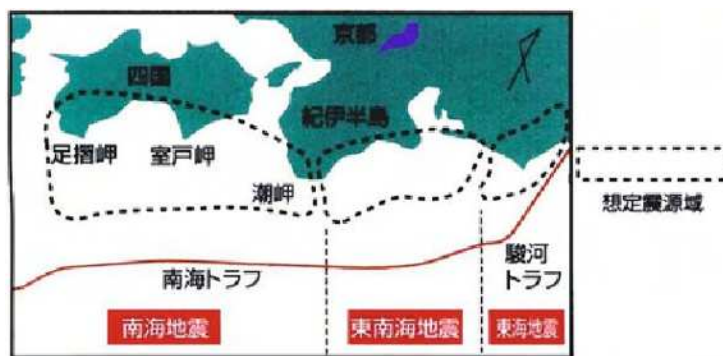 京都
四国
紀伊半島
足摺岬
室戸岬
潮岬
想定震源域
南海トラフ
駿河
トラフ
南海地震
東南海地震
東海地震